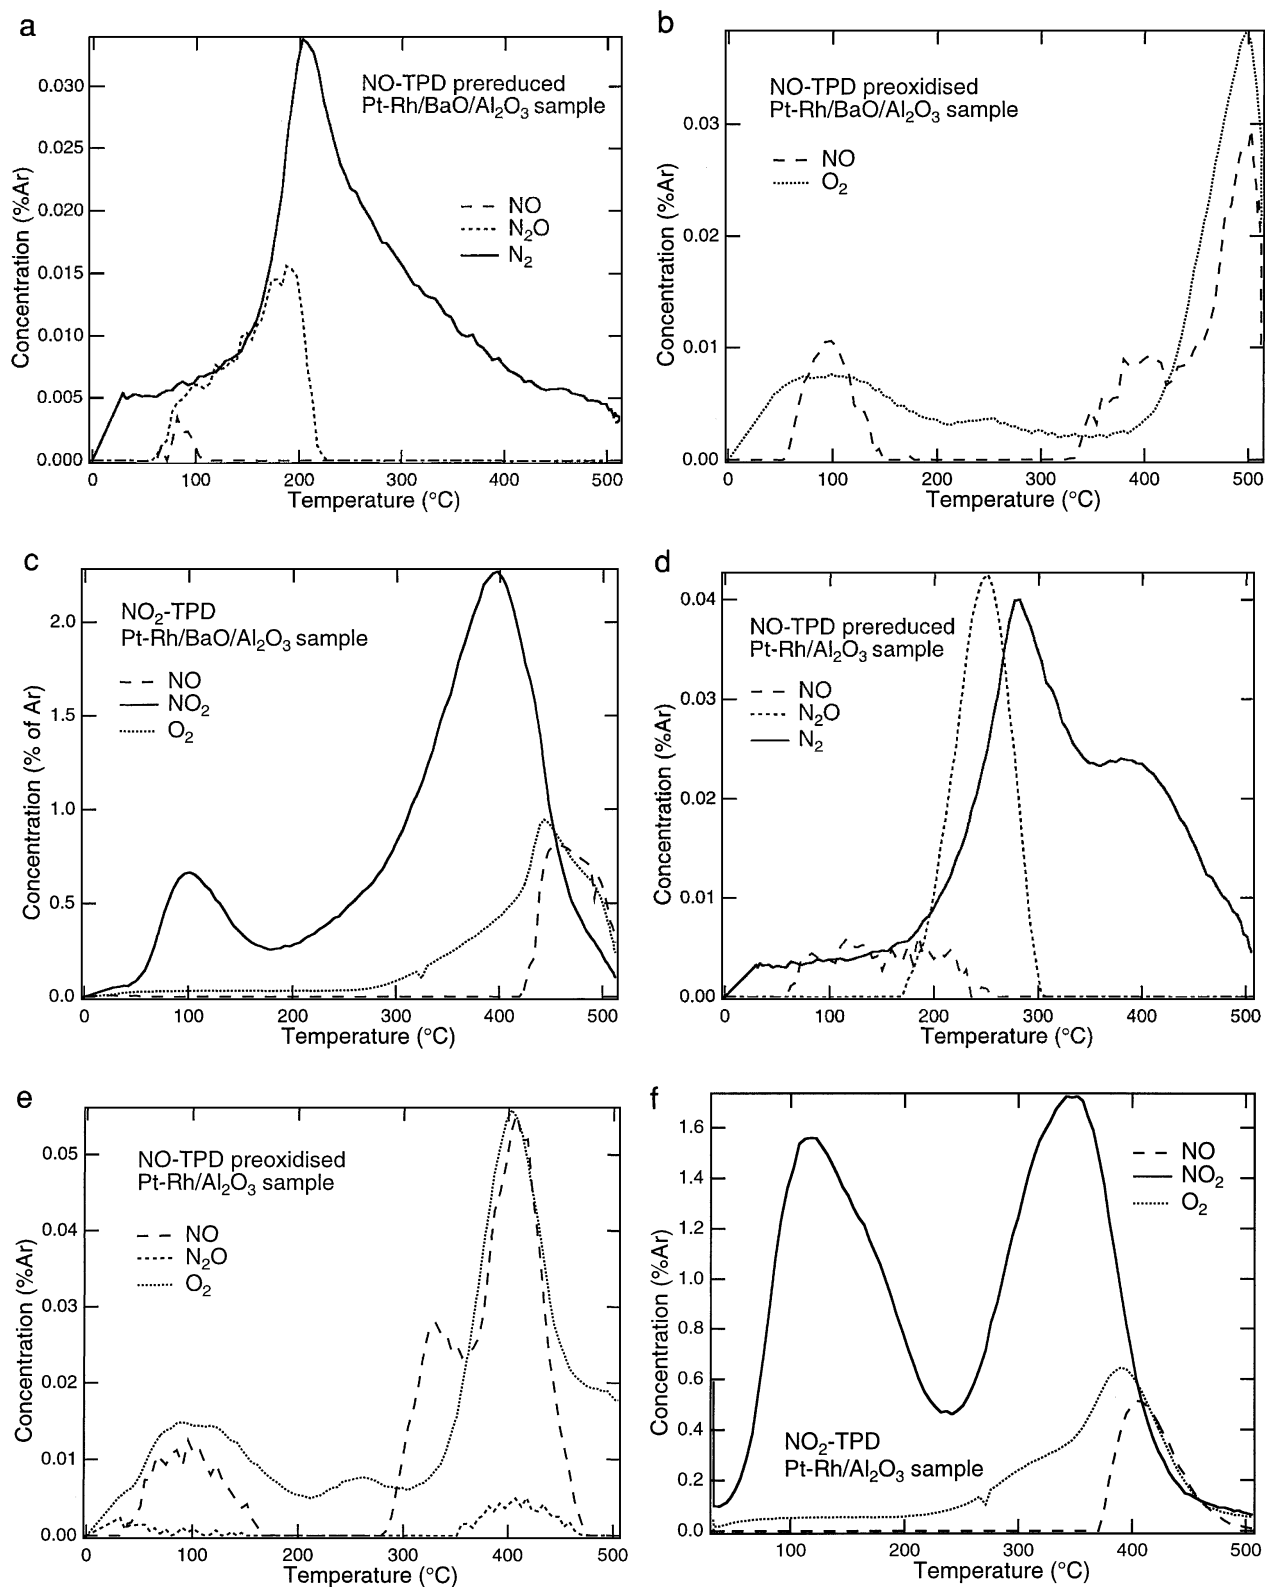 a
NO-TPD prereduced
Pt-Rh/BaO/Al₂O₃ sample
NO
N₂O
N₂
Concentration (%Ar)
0.030
0.025
0.020
0.015
0.010
0.005
0.000
0 100 200 300 400 500
Temperature (°C)
b
NO-TPD preoxidised
Pt-Rh/BaO/Al₂O₃ sample
NO
O₂
Concentration (%Ar)
0.03
0.02
0.01
0.00
0 100 200 300 400 500
Temperature (°C)
c
NO₂-TPD
Pt-Rh/BaO/Al₂O₃ sample
NO
NO₂
O₂
Concentration (% of Ar)
2.0
1.5
1.0
0.5
0.0
0 100 200 300 400 500
Temperature (°C)
d
NO-TPD prereduced
Pt-Rh/Al₂O₃ sample
NO
N₂O
N₂
Concentration (%Ar)
0.04
0.03
0.02
0.01
0.00
0 100 200 300 400 500
Temperature (°C)
e
NO-TPD preoxidised
Pt-Rh/Al₂O₃ sample
NO
N₂O
O₂
Concentration (%Ar)
0.05
0.04
0.03
0.02
0.01
0.00
0 100 200 300 400 500
Temperature (°C)
f
NO
NO₂
O₂
NO₂-TPD
Pt-Rh/Al₂O₃ sample
Concentration (%Ar)
1.6
1.4
1.2
1.0
0.8
0.6
0.4
0.2
0.0
100 200 300 400 500
Temperature (°C)